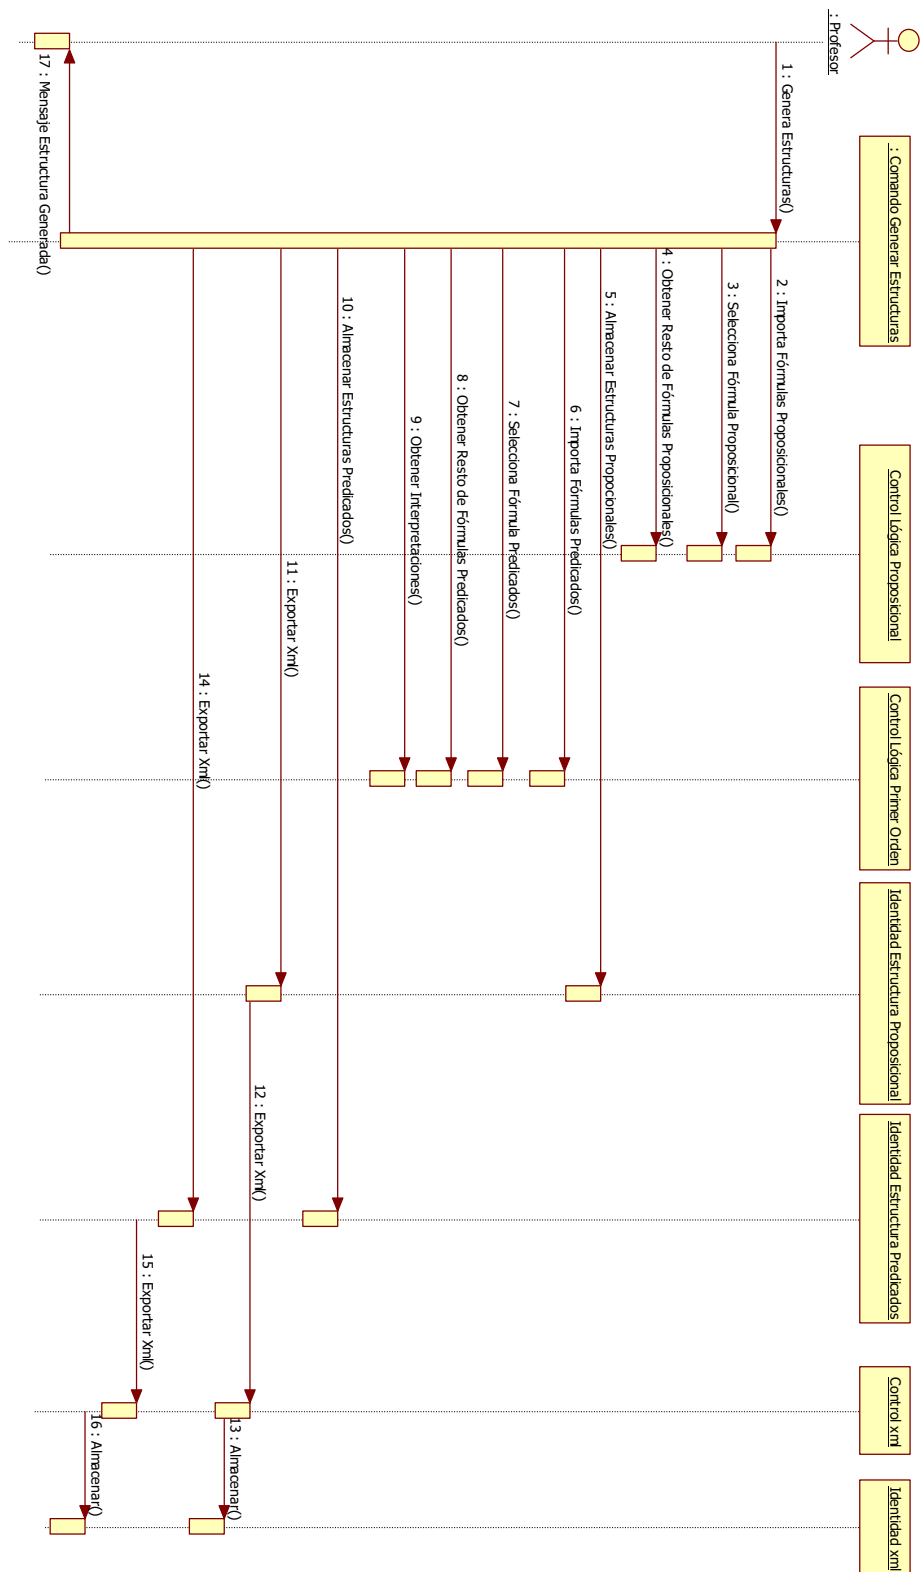 : Profesor
: Comando Generar Estructuras
Control Lógica Proposicional
Control Lógica Primer Orden
Identidad Estructura Proposicional
Identidad Estructura Predicados
Control xml
Identidad xml
1 : Genera Estructuras()
2 : Importa Fórmulas Proposicionales()
3 : Selecciona Fórmula Proposicional()
4 : Obtener Resto de Fórmulas Proposicionales()
5 : Almacenar Estructuras Propocionales()
6 : Importa Fórmulas Predicados()
7 : Selecciona Fórmula Predicados()
8 : Obtener Resto de Fórmulas Predicados()
9 : Obtener Interpretaciones()
10 : Almacenar Estructuras Predicados()
11 : Exportar Xml()
12 : Exportar Xml()
13 : Almacenar()
14 : Exportar Xml()
15 : Exportar Xml()
16 : Almacenar()
17 : Mensaje Estructura Generada()